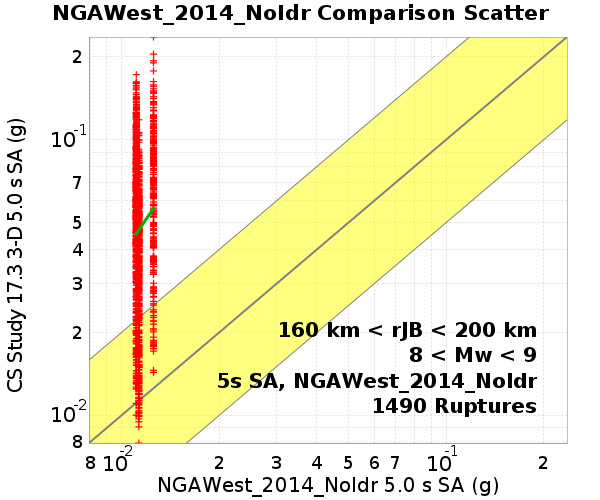 NGAWest_2014_NoIdr Comparison Scatter
CS Study 17.3 3-D 5.0 s SA (g)
2
10-1
7
5
4
3
2
10-2
8
160 km < rJB < 200 km
8 < Mw < 9
5s SA, NGAWest_2014_NoIdr
1490 Ruptures
8 10-2 2 3 4 5 6 7 10-1 2
NGAWest_2014_NoIdr 5.0 s SA (g)